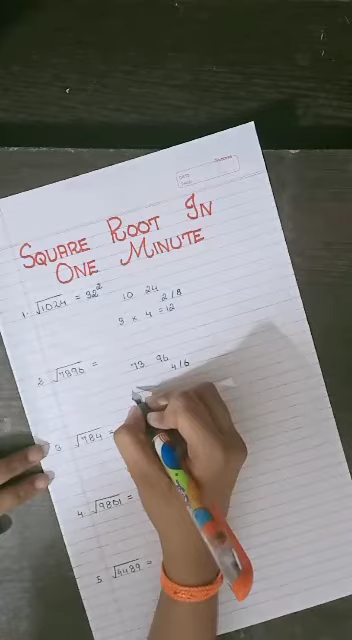 SQUARE ROOT IN
ONE MINUTE
1. √1024 = 32² 10 24
2/8
3 × 4 = 12
2. √7396 = 73 96
4/6
3. √784 =
4. √9801 =
5. √4489 =